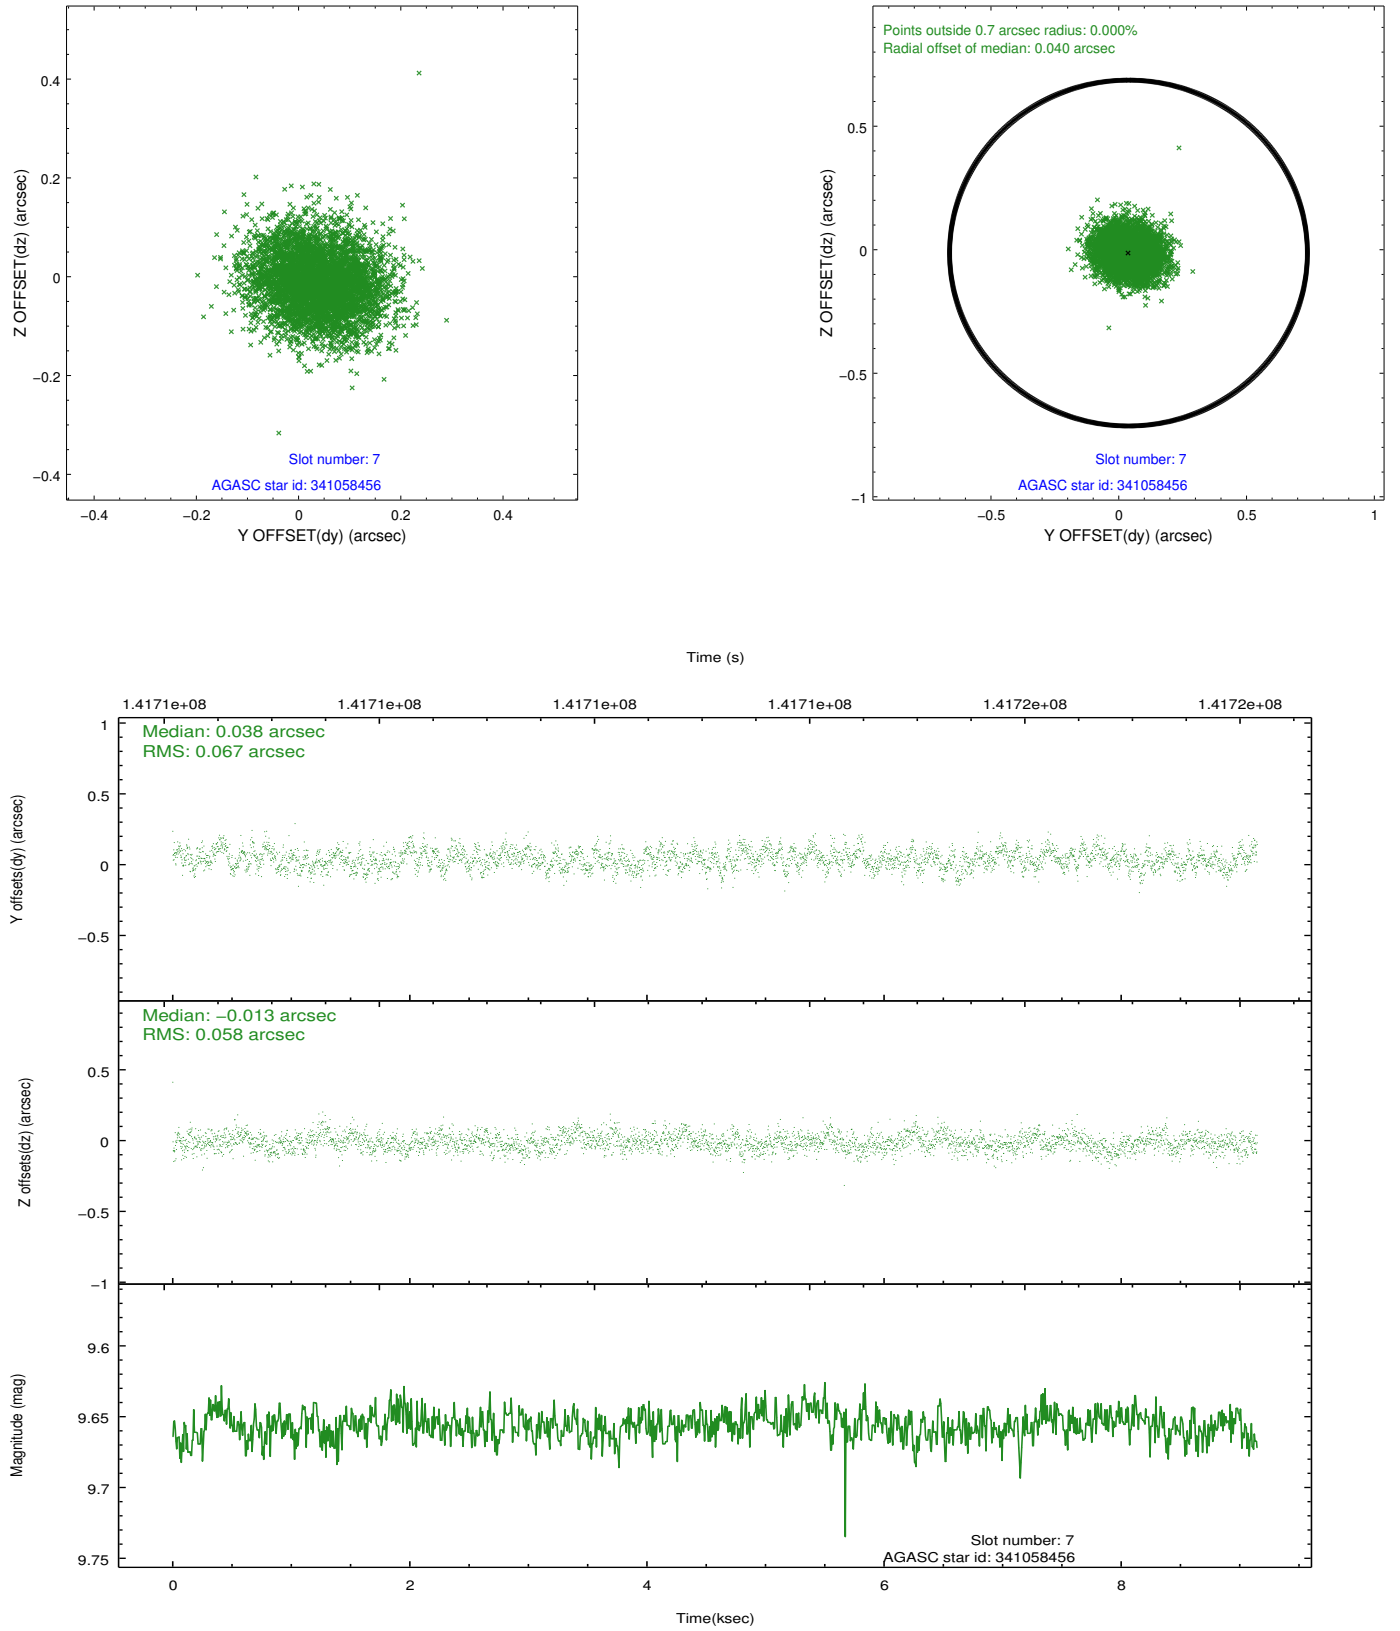 0.4
0.2
0
−0.2
−0.4
Z OFFSET(dz) (arcsec)
Slot number: 7
AGASC star id: 341058456
−0.4 −0.2 0 0.2 0.4
Y OFFSET(dy) (arcsec)
Points outside 0.7 arcsec radius: 0.000%
Radial offset of median: 0.040 arcsec
0.5
0
−0.5
−1
Z OFFSET(dz) (arcsec)
Slot number: 7
AGASC star id: 341058456
−0.5 0 0.5 1
Y OFFSET(dy) (arcsec)
Time (s)
1.4171e+08 1.4171e+08 1.4171e+08 1.4171e+08 1.4172e+08 1.4172e+08
Median: 0.038 arcsec
RMS: 0.067 arcsec
1
0.5
0
−0.5
Y offsets(dy) (arcsec)
Median: −0.013 arcsec
RMS: 0.058 arcsec
0.5
0
−0.5
−1
Z offsets(dz) (arcsec)
9.6
9.65
9.7
9.75
Magnitude (mag)
Slot number: 7
AGASC star id: 341058456
0 2 4 6 8
Time(ksec)